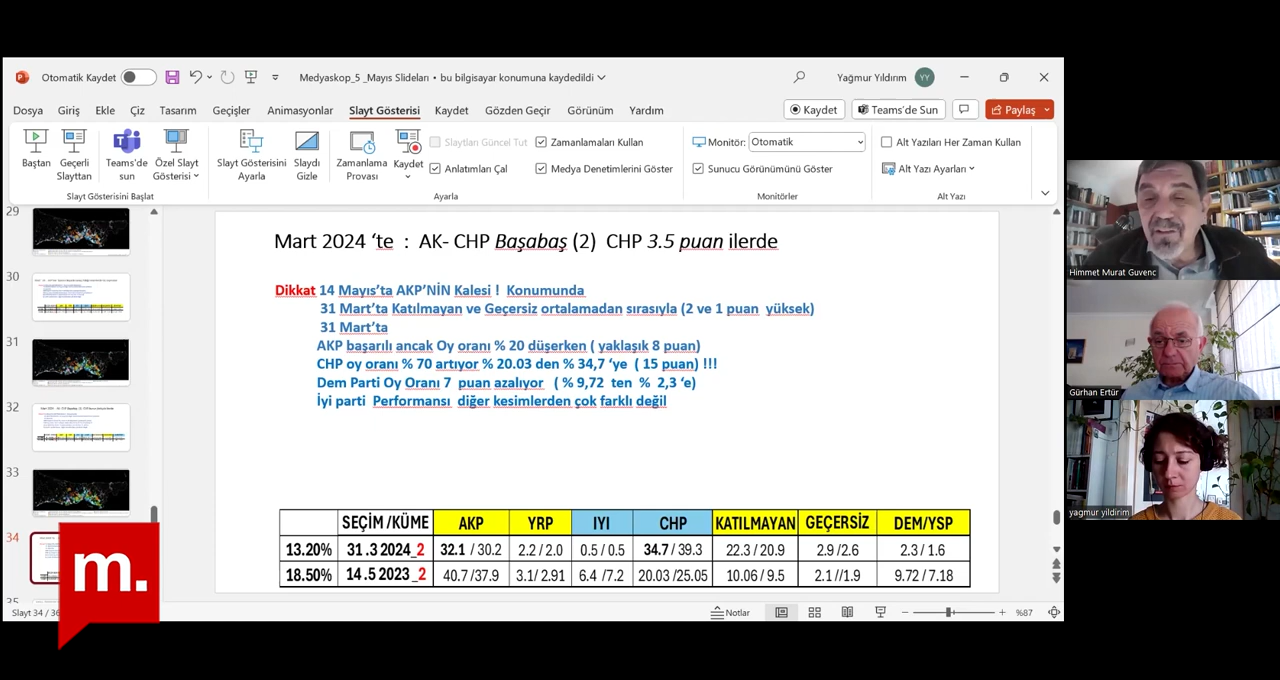 Otomatik Kaydet
Medyaskop_5 _Mayıs Slideları • bu bilgisayar konumuna kaydedildi
Yağmur Yıldırım
YY
Dosya Giriş Ekle Çiz Tasarım Geçişler Animasyonlar Slayt Gösterisi Kaydet Gözden Geçir Görünüm Yardım
Kaydet
Teams'de Sun
Paylaş
Baştan
Geçerli Slayttan
Teams'de sun
Özel Slayt Gösterisi
Slayt Gösterisini Ayarla
Slaydı Gizle
Zamanlama Provası
Kaydet
Slaytları Güncel Tut
Zamanlamaları Kullan
Anlatımları Çal
Medya Denetimlerini Göster
Monitör: Otomatik
Sunucu Görünümünü Göster
Alt Yazıları Her Zaman Kullan
Alt Yazı Ayarları
Slayt Gösterisini Başlat
Ayarla
Monitörler
Alt Yazı
29
30
31
32
33
34
35
Mart 2024 'te : AK- CHP Başabaş (2) CHP 3.5 puan ilerde
Dikkat 14 Mayıs'ta AKP'NİN Kalesi ! Konumunda
31 Mart'ta Katılmayan ve Geçersiz ortalamadan sırasıyla (2 ve 1 puan yüksek)
31 Mart'ta
AKP başarılı ancak Oy oranı % 20 düşerken ( yaklaşık 8 puan)
CHP oy oranı % 70 artıyor % 20.03 den % 34,7 'ye ( 15 puan) !!!
Dem Parti Oy Oranı 7 puan azalıyor ( % 9,72 ten % 2,3 'e)
İyi parti Performansı diğer kesimlerden çok farklı değil
SEÇİM /KÜME AKP YRP IYI CHP KATILMAYAN GEÇERSİZ DEM/YSP
13.20% 31 .3 2024_2 32.1 / 30.2 2.2 / 2.0 0.5 / 0.5 34.7 / 39.3 22.3 / 20.9 2.9 /2.6 2.3 / 1.6
18.50% 14.5 2023 _2 40.7 /37.9 3.1/ 2.91 6.4 /7.2 20.03 /25.05 10.06 / 9.5 2.1 //1.9 9.72 / 7.18
Slayt 34 / 36
Notlar
%87
m.
Himmet Murat Guvenc
Gürhan Ertür
yagmur yildirim